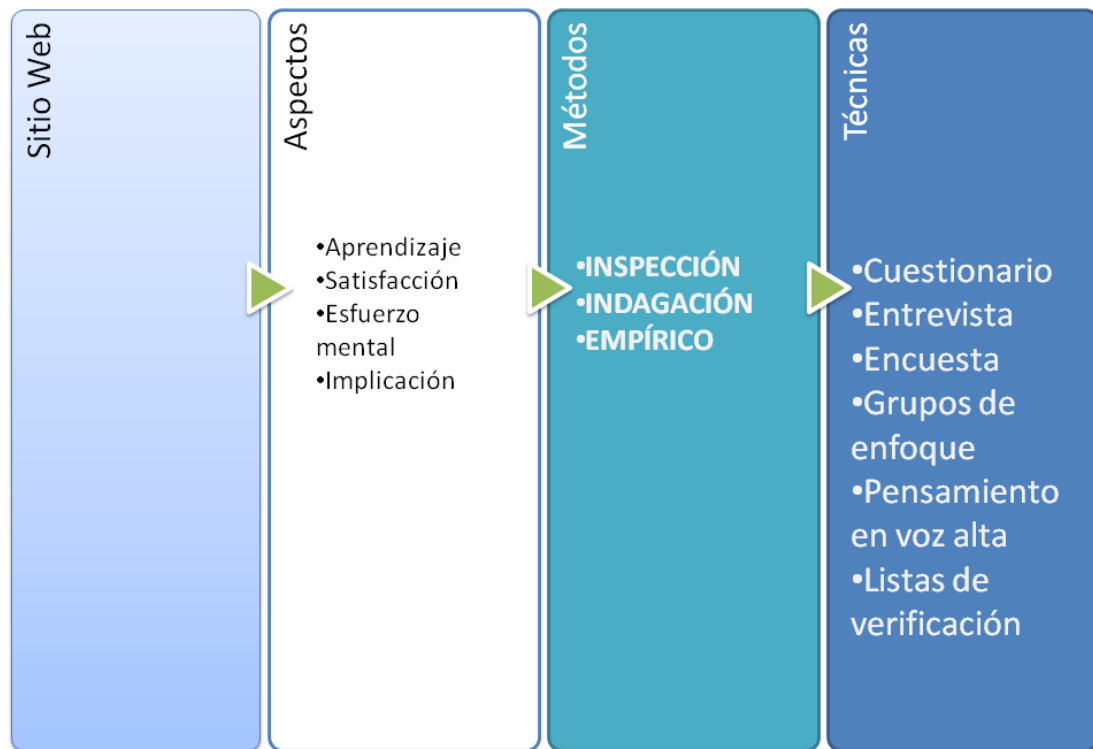 Sitio Web
Aspectos
•Aprendizaje
•Satisfacción
•Esfuerzo
mental
•Implicación
Métodos
•INSPECCIÓN
•INDAGACIÓN
•EMPÍRICO
Técnicas
•Cuestionario
•Entrevista
•Encuesta
•Grupos de
enfoque
•Pensamiento
en voz alta
•Listas de
verificación